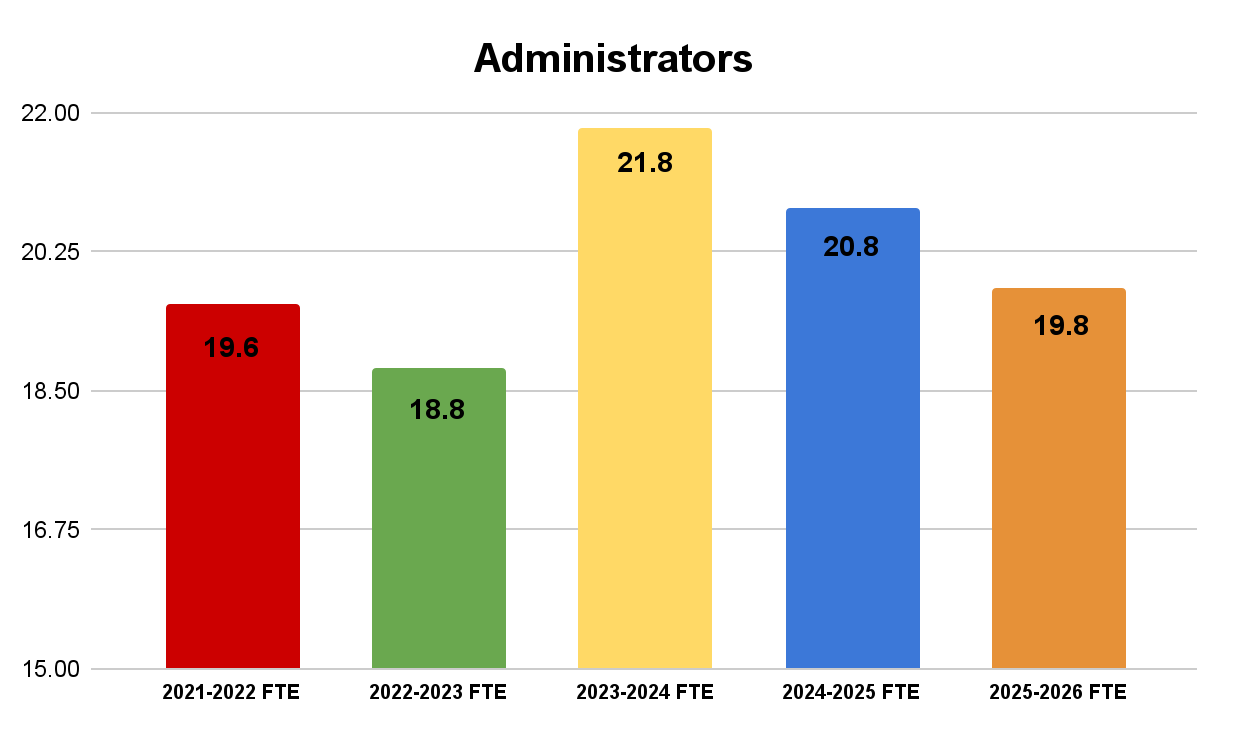 Administrators
22.00
20.25
18.50
16.75
15.00
19.6
18.8
21.8
20.8
19.8
2021-2022 FTE
2022-2023 FTE
2023-2024 FTE
2024-2025 FTE
2025-2026 FTE